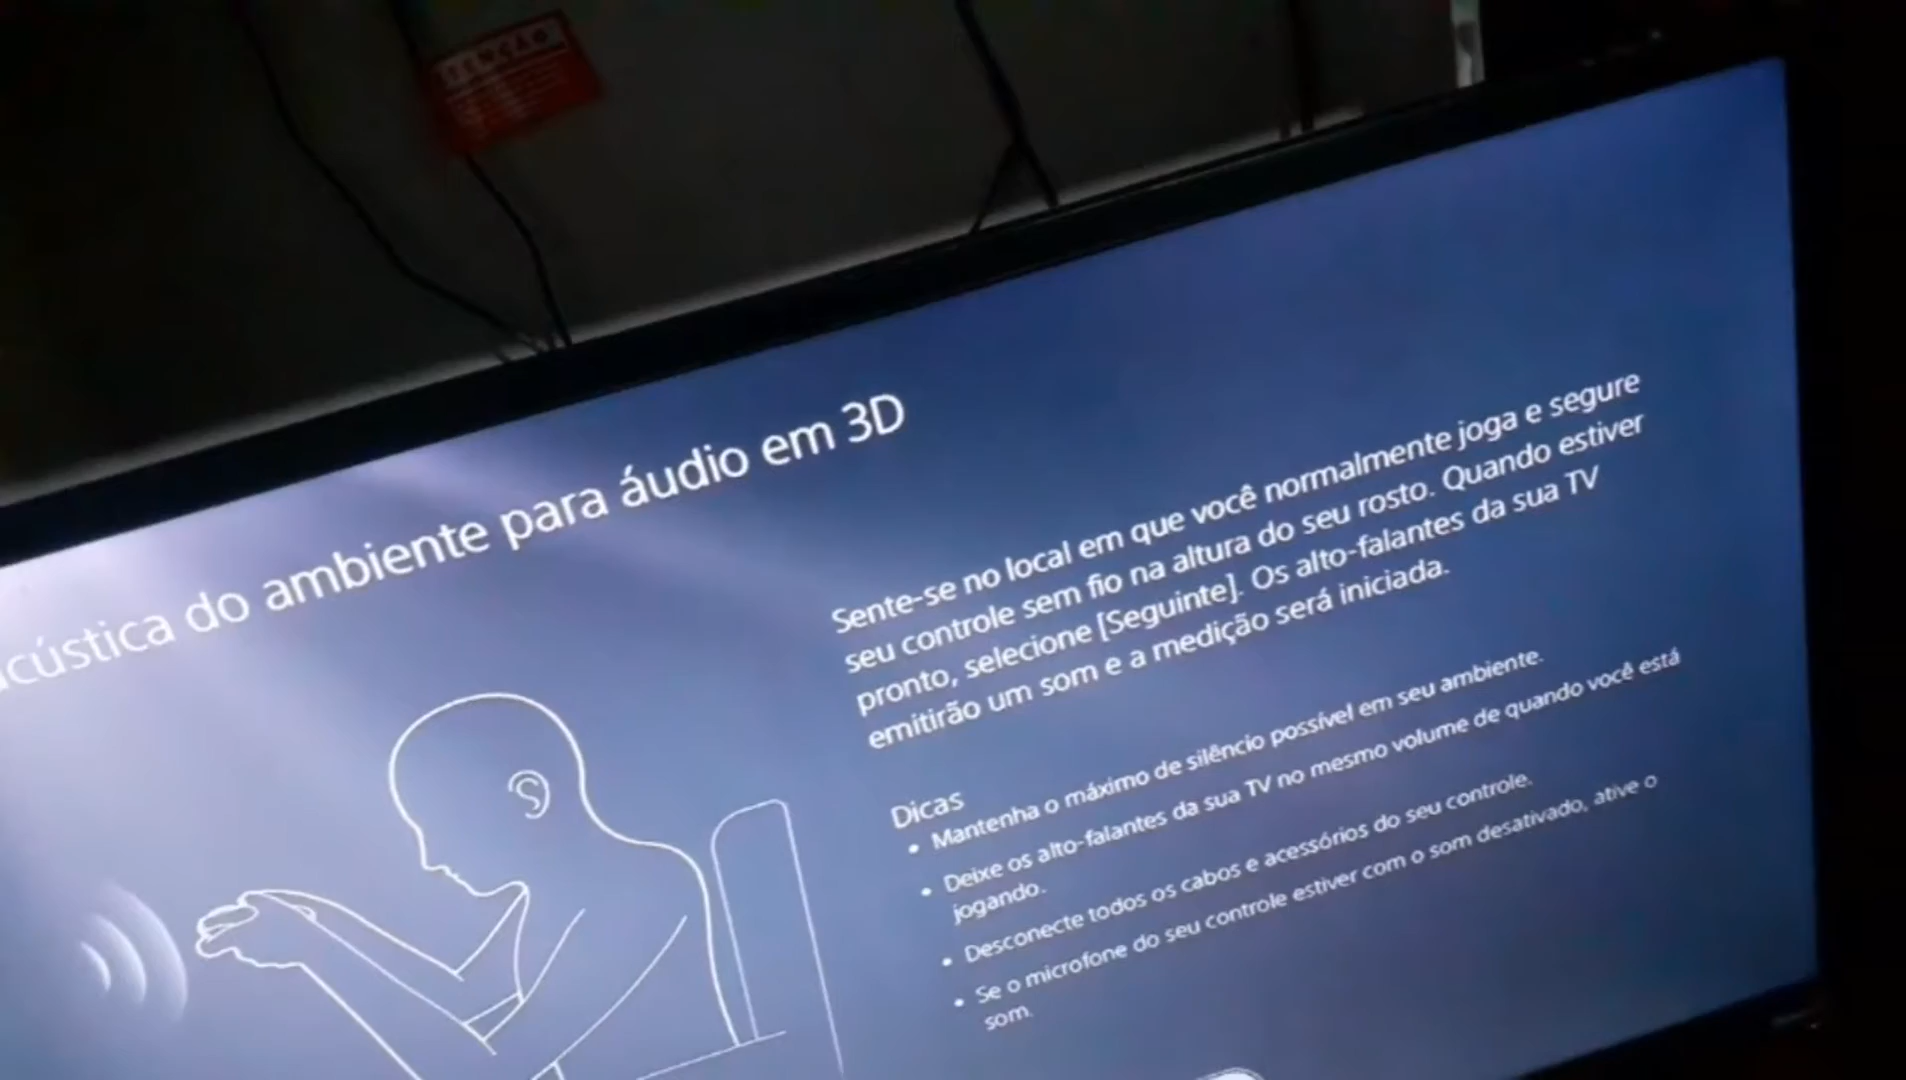 ATENÇÃO
acústica do ambiente para áudio em 3D
Sente-se no local em que você normalmente joga e segure
seu controle sem fio na altura do seu rosto. Quando estiver
pronto, selecione [Seguinte]. Os alto-falantes da sua TV
emitirão um som e a medição será iniciada.
Dicas
• Mantenha o máximo de silêncio possível em seu ambiente.
• Deixe os alto-falantes da sua TV no mesmo volume de quando você está
jogando.
• Desconecte todos os cabos e acessórios do seu controle.
• Se o microfone do seu controle estiver com o som desativado, ative o
som.